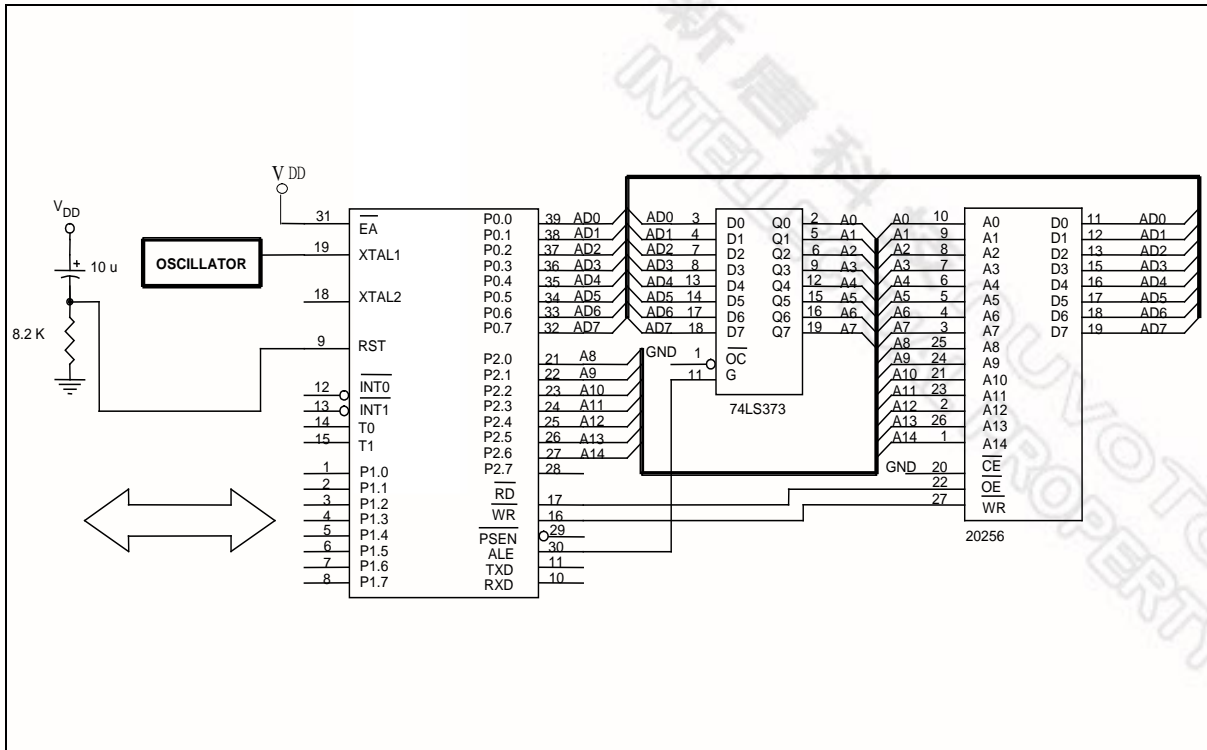 新唐科技 NUVOTO
INTELLECTUAL PROPERTY
V DD
VDD
10 u
8.2 K
OSCILLATOR
31 EA
19 XTAL1
18 XTAL2
9 RST
12 INT0
13 INT1
14 T0
15 T1
1 P1.0
2 P1.1
3 P1.2
4 P1.3
5 P1.4
6 P1.5
7 P1.6
8 P1.7
P0.0 39 AD0
P0.1 38 AD1
P0.2 37 AD2
P0.3 36 AD3
P0.4 35 AD4
P0.5 34 AD5
P0.6 33 AD6
P0.7 32 AD7
P2.0 21 A8
P2.1 22 A9
P2.2 23 A10
P2.3 24 A11
P2.4 25 A12
P2.5 26 A13
P2.6 27 A14
P2.7 28
RD 17
WR 16
PSEN 29
ALE 30
TXD 11
RXD 10
AD0 3 D0 Q0 2 A0
AD1 4 D1 Q1 5 A1
AD2 7 D2 Q2 6 A2
AD3 8 D3 Q3 9 A3
AD4 13 D4 Q4 12 A4
AD5 14 D5 Q5 15 A5
AD6 17 D6 Q6 16 A6
AD7 18 D7 Q7 19 A7
GND 1 OC
11 G
74LS373
A0 10 A0 D0 11 AD0
A1 9 A1 D1 12 AD1
A2 8 A2 D2 13 AD2
A3 7 A3 D3 15 AD3
A4 6 A4 D4 16 AD4
A5 5 A5 D5 17 AD5
A6 4 A6 D6 18 AD6
A7 3 A7 D7 19 AD7
A8 25 A8
A9 24 A9
A10 21 A10
A11 23 A11
A12 2 A12
A13 26 A13
A14 1 A14
GND 20 CE
22 OE
27 WR
20256